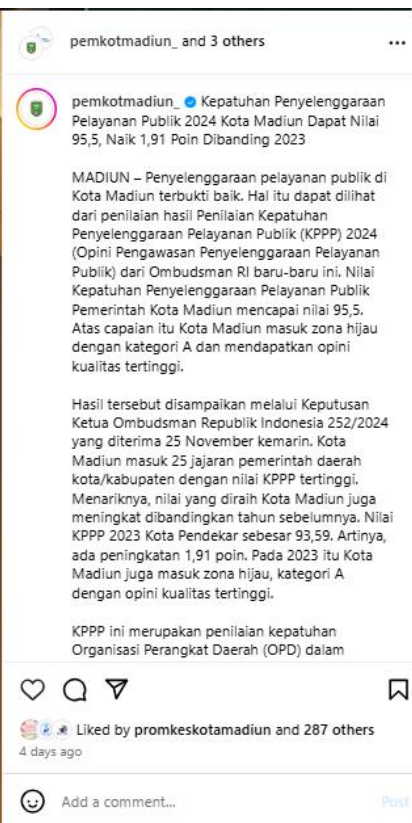 pemkotmadiun_ and 3 others
pemkotmadiun_ Kepatuhan Penyelenggaraan
Pelayanan Publik 2024 Kota Madiun Dapat Nilai
95,5, Naik 1,91 Poin Dibanding 2023
MADIUN – Penyelenggaraan pelayanan publik di
Kota Madiun terbukti baik. Hal itu dapat dilihat
dari penilaian hasil Penilaian Kepatuhan
Penyelenggaraan Pelayanan Publik (KPPP) 2024
(Opini Pengawasan Penyelenggaraan Pelayanan
Publik) dari Ombudsman RI baru-baru ini. Nilai
Kepatuhan Penyelenggaraan Pelayanan Publik
Pemerintah Kota Madiun mencapai nilai 95,5.
Atas capaian itu Kota Madiun masuk zona hijau
dengan kategori A dan mendapatkan opini
kualitas tertinggi.
Hasil tersebut disampaikan melalui Keputusan
Ketua Ombudsman Republik Indonesia 252/2024
yang diterima 25 November kemarin. Kota
Madiun masuk 25 jajaran pemerintah daerah
kota/kabupaten dengan nilai KPPP tertinggi.
Menariknya, nilai yang diraih Kota Madiun juga
meningkat dibandingkan tahun sebelumnya. Nilai
KPPP 2023 Kota Pendekar sebesar 93,59. Artinya,
ada peningkatan 1,91 poin. Pada 2023 itu Kota
Madiun juga masuk zona hijau, kategori A
dengan opini kualitas tertinggi.
KPPP ini merupakan penilaian kepatuhan
Organisasi Perangkat Daerah (OPD) dalam
Liked by promkeskotamadiun and 287 others
4 days ago
Add a comment...
Post